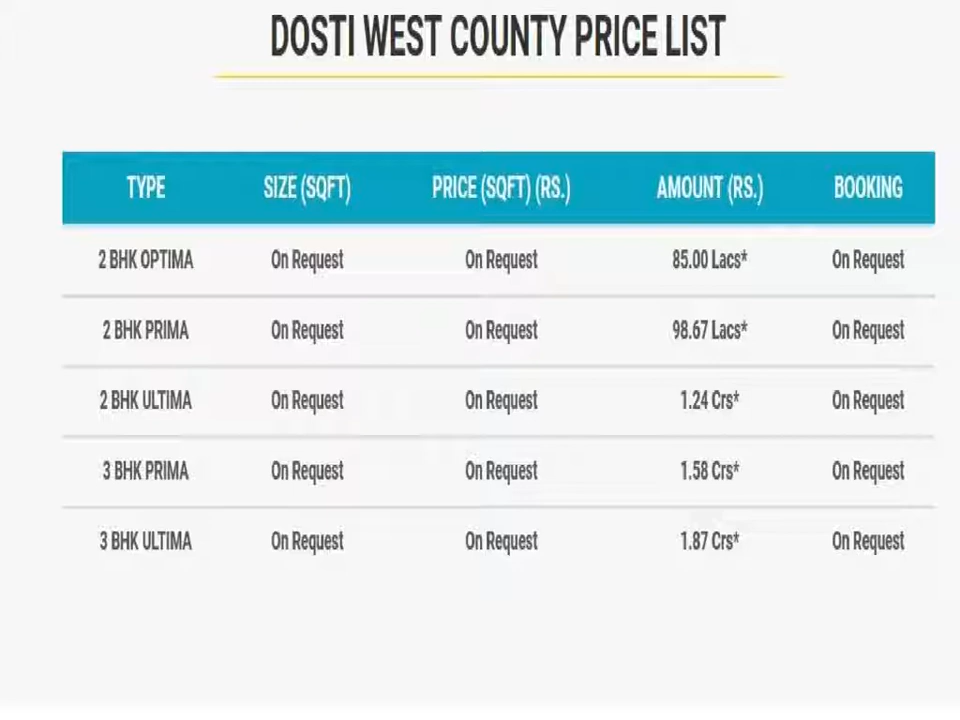 DOSTI WEST COUNTY PRICE LIST
TYPE SIZE (SQFT) PRICE (SQFT) (RS.) AMOUNT (RS.) BOOKING
2 BHK OPTIMA On Request On Request 85.00 Lacs* On Request
2 BHK PRIMA On Request On Request 98.67 Lacs* On Request
2 BHK ULTIMA On Request On Request 1.24 Crs* On Request
3 BHK PRIMA On Request On Request 1.58 Crs* On Request
3 BHK ULTIMA On Request On Request 1.87 Crs* On Request